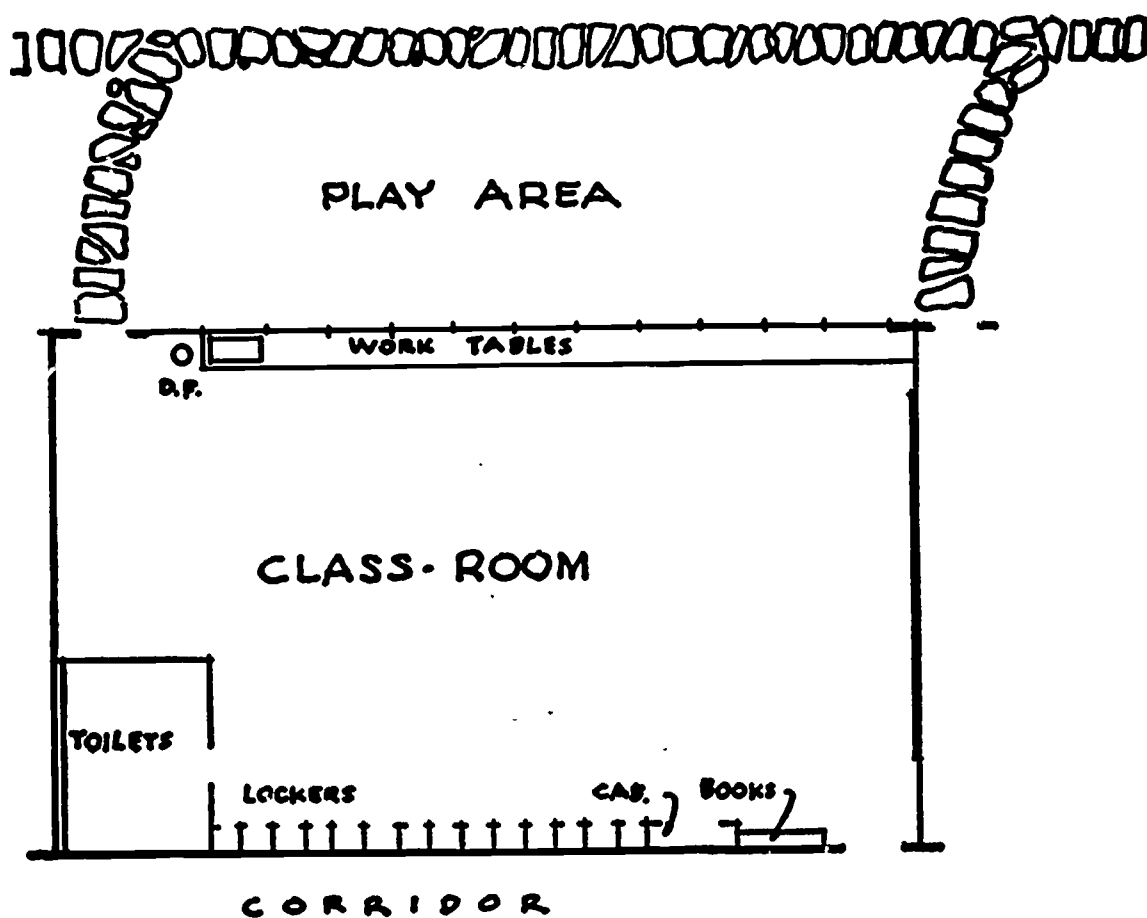 PLAY AREA
WORK TABLES
D.F.
CLASS-ROOM
TOILETS
LOCKERS
CAB.
BOOKS
CORRIDOR